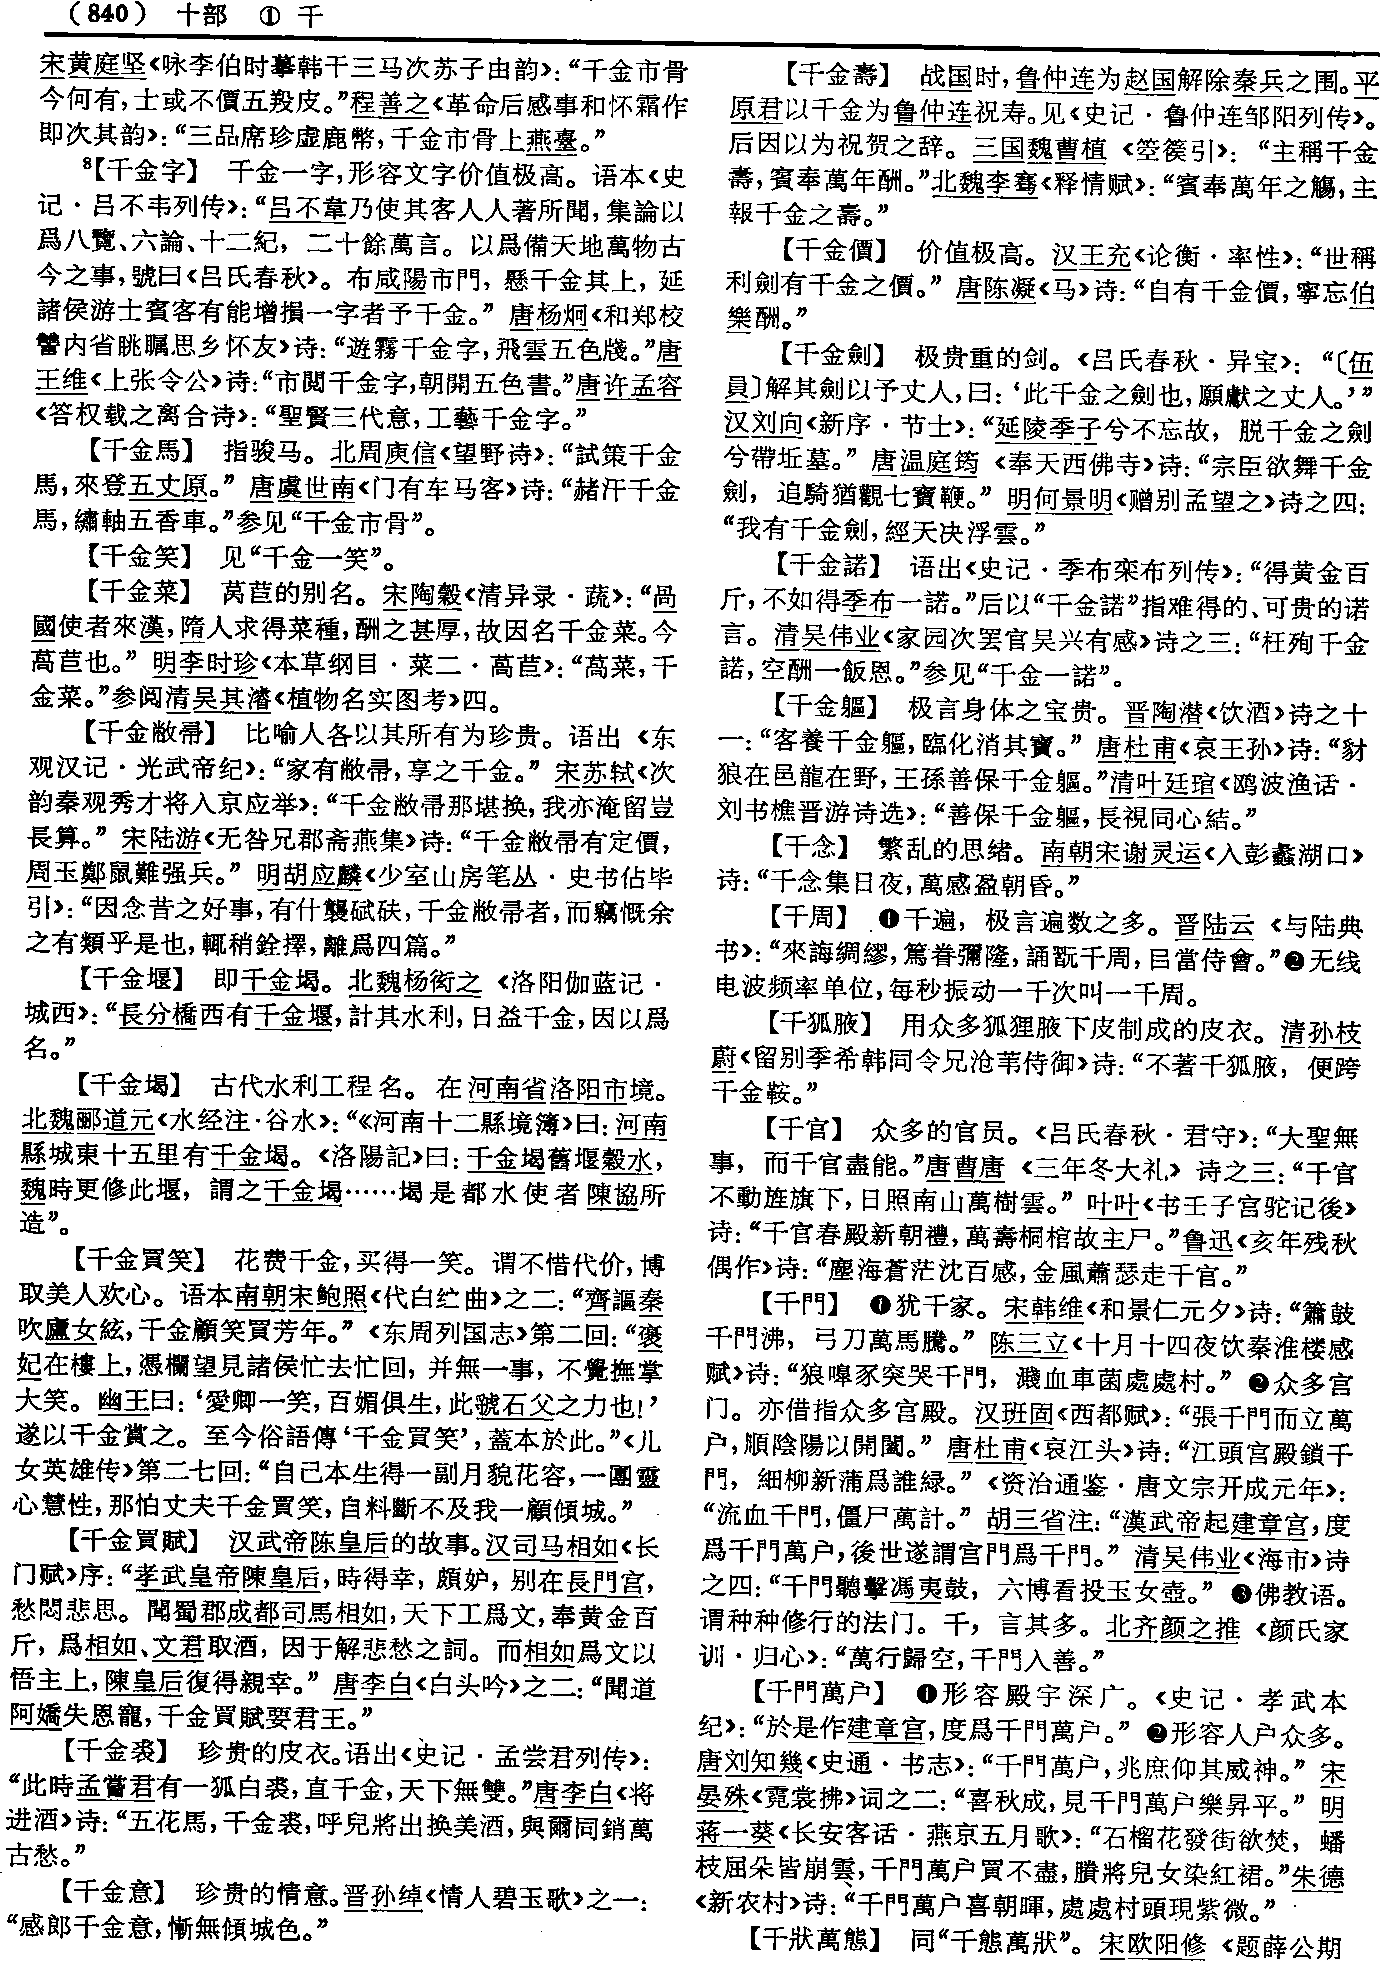 （840） 十部 ① 千
宋黄庭坚《咏李伯时摹韩干三马次苏子由韵》：“千金市骨
今何有，士或不價五羖皮。”程善之《革命后感事和怀霜作
即次其韵》：“三品席珍虚鹿幣，千金市骨上燕臺。”
8【千金字】 千金一字，形容文字价值极高。语本《史
记·吕不韦列传》：“吕不韋乃使其客人人著所聞，集論以
爲八覽、六論、十二紀，二十餘萬言。以爲備天地萬物古
今之事，號曰《吕氏春秋》。布咸陽市門，懸千金其上，延
諸侯游士賓客有能增損一字者予千金。”唐杨炯《和郑校
讎内省眺瞩思乡怀友》诗：“遊霧千金字，飛雲五色牋。”唐
王维《上张令公》诗：“市閲千金字，朝開五色書。”唐许孟容
《答权载之离合诗》：“聖賢三代意，工藝千金字。”
【千金馬】 指骏马。北周庾信《望野诗》：“試策千金
馬，來登五丈原。”唐虞世南《门有车马客》诗：“赭汗千金
馬，繡軸五香車。”参见“千金市骨”。
【千金笑】 见“千金一笑”。
【千金菜】 莴苣的别名。宋陶穀《清异录·蔬》：“咼
國使者來漢，隋人求得菜種，酬之甚厚，故因名千金菜。今
萵苣也。”明李时珍《本草纲目·菜二·萵苣》：“萵菜，千
金菜。”参阅清吴其濬《植物名实图考》四。
【千金敝帚】 比喻人各以其所有为珍贵。语出《东
观汉记·光武帝纪》：“家有敝帚，享之千金。”宋苏轼《次
韵秦观秀才将入京应举》：“千金敝帚那堪换，我亦淹留豈
長算。”宋陆游《无咎兄郡斋燕集》诗：“千金敝帚有定價，
周玉鄭鼠難强兵。”明胡应麟《少室山房笔丛·史书佔毕
引》：“因念昔之好事，有什襲碔砆，千金敝帚者，而竊慨余
之有類乎是也，輒稍銓擇，離爲四篇。”
【千金堰】 即千金堨。北魏杨衒之《洛阳伽蓝记·
城西》：“長分橋西有千金堰，計其水利，日益千金，因以爲
名。”
【千金堨】 古代水利工程名。在河南省洛阳市境。
北魏郦道元《水经注·谷水》：“《河南十二縣境簿》曰：河南
縣城東十五里有千金堨。《洛陽記》曰：千金堨舊堰穀水，
魏時更修此堰，謂之千金堨……堨是都水使者陳協所
造”。
【千金買笑】 花费千金，买得一笑。谓不惜代价，博
取美人欢心。语本南朝宋鲍照《代白纻曲》之二：“齊謳秦
吹盧女絃，千金顧笑買芳年。”《东周列国志》第二回：“褒
妃在樓上，憑欄望見諸侯忙去忙回，并無一事，不覺撫掌
大笑。幽王曰：‘愛卿一笑，百媚俱生，此虢石父之力也！’
遂以千金賞之。至今俗語傳‘千金買笑’，蓋本於此。”《儿
女英雄传》第二七回：“自己本生得一副月貌花容，一團靈
心慧性，那怕丈夫千金買笑，自料斷不及我一顧傾城。”
【千金買賦】 汉武帝陈皇后的故事。汉司马相如《长
门赋》序：“孝武皇帝陳皇后，時得幸，頗妒，别在長門宫，
愁悶悲思。聞蜀郡成都司馬相如，天下工爲文，奉黄金百
斤，爲相如、文君取酒，因于解悲愁之詞。而相如爲文以
悟主上，陳皇后復得親幸。”唐李白《白头吟》之二：“聞道
阿嬌失恩寵，千金買賦要君王。”
【千金裘】 珍贵的皮衣。语出《史记·孟尝君列传》：
“此時孟嘗君有一狐白裘，直千金，天下無雙。”唐李白《将
进酒》诗：“五花馬，千金裘，呼兒將出换美酒，與爾同銷萬
古愁。”
【千金意】 珍贵的情意。晋孙绰《情人碧玉歌》之一：
“感郎千金意，慚無傾城色。”
【千金壽】 战国时，鲁仲连为赵国解除秦兵之围。平
原君以千金为鲁仲连祝寿。见《史记·鲁仲连邹阳列传》。
后因以为祝贺之辞。三国魏曹植《箜篌引》：“主稱千金
壽，賓奉萬年酬。”北魏李骞《释情赋》：“賓奉萬年之觴，主
報千金之壽。”
【千金價】 价值极高。汉王充《论衡·率性》：“世稱
利劍有千金之價。”唐陈凝《马》诗：“自有千金價，寧忘伯
樂酬。”
【千金劍】 极贵重的剑。《吕氏春秋·异宝》：“〔伍
員〕解其劍以予丈人，曰：‘此千金之劍也，願獻之丈人。’”
汉刘向《新序·节士》：“延陵季子兮不忘故，脱千金之劍
兮帶坵墓。”唐温庭筠《奉天西佛寺》诗：“宗臣欲舞千金
劍，追騎猶觀七寶鞭。”明何景明《赠别孟望之》诗之四：
“我有千金劍，經天决浮雲。”
【千金諾】 语出《史记·季布栾布列传》：“得黄金百
斤，不如得季布一諾。”后以“千金諾”指难得的、可贵的诺
言。清吴伟业《家园次罢官吴兴有感》诗之三：“枉殉千金
諾，空酬一飯恩。”参见“千金一諾”。
【千金軀】 极言身体之宝贵。晋陶潜《饮酒》诗之十
一：“客養千金軀，臨化消其寶。”唐杜甫《哀王孙》诗：“豺
狼在邑龍在野，王孫善保千金軀。”清叶廷琯《鸥波渔话·
刘书樵晋游诗选》：“善保千金軀，長視同心結。”
【千念】 繁乱的思绪。南朝宋谢灵运《入彭蠡湖口》
诗：“千念集日夜，萬感盈朝昏。”
【千周】 ❶千遍，极言遍数之多。晋陆云《与陆典
书》：“來誨綢繆，篤眷彌隆，誦翫千周，㠯當侍會。”❷无线
电波频率单位，每秒振动一千次叫一千周。
【千狐腋】 用众多狐狸腋下皮制成的皮衣。清孙枝
蔚《留别季希韩同令兄沧苇侍御》诗：“不著千狐腋，便跨
千金鞍。”
【千官】 众多的官员。《吕氏春秋·君守》：“大聖無
事，而千官盡能。”唐曹唐《三年冬大礼》诗之三：“千官
不動旌旗下，日照南山萬樹雲。”叶叶《书壬子宫驼记後》
诗：“千官春殿新朝禮，萬壽桐棺故主尸。”鲁迅《亥年残秋
偶作》诗：“塵海蒼茫沈百感，金風蕭瑟走千官。”
【千門】 ❶犹千家。宋韩维《和景仁元夕》诗：“簫鼓
千門沸，弓刀萬馬騰。”陈三立《十月十四夜饮秦淮楼感
赋》诗：“狼嘷豕突哭千門，濺血車茵處處村。”❷众多宫
门。亦借指众多宫殿。汉班固《西都赋》：“張千門而立萬
户，順陰陽以開闔。”唐杜甫《哀江头》诗：“江頭宫殿鎖千
門，細柳新蒲爲誰緑。”《资治通鉴·唐文宗开成元年》：
“流血千門，僵尸萬計。”胡三省注：“漢武帝起建章宫，度
爲千門萬户，後世遂謂宫門爲千門。”清吴伟业《海市》诗
之四：“千門聽擊馮夷鼓，六博看投玉女壺。”❸佛教语。
谓种种修行的法门。千，言其多。北齐颜之推《颜氏家
训·归心》：“萬行歸空，千門入善。”
【千門萬户】 ❶形容殿宇深广。《史记·孝武本
纪》：“於是作建章宫，度爲千門萬户。”❷形容人户众多。
唐刘知幾《史通·书志》：“千門萬户，兆庶仰其威神。”宋
晏殊《霓裳拂》词之二：“喜秋成，見千門萬户樂昇平。”明
蒋一葵《长安客话·燕京五月歌》：“石榴花發街欲焚，蟠
枝屈朵皆崩雲，千門萬户買不盡，賸將兒女染紅裙。”朱德
《新农村》诗：“千門萬户喜朝暉，處處村頭現紫微。”
【千狀萬態】 同“千態萬狀”。宋欧阳修《题薛公期